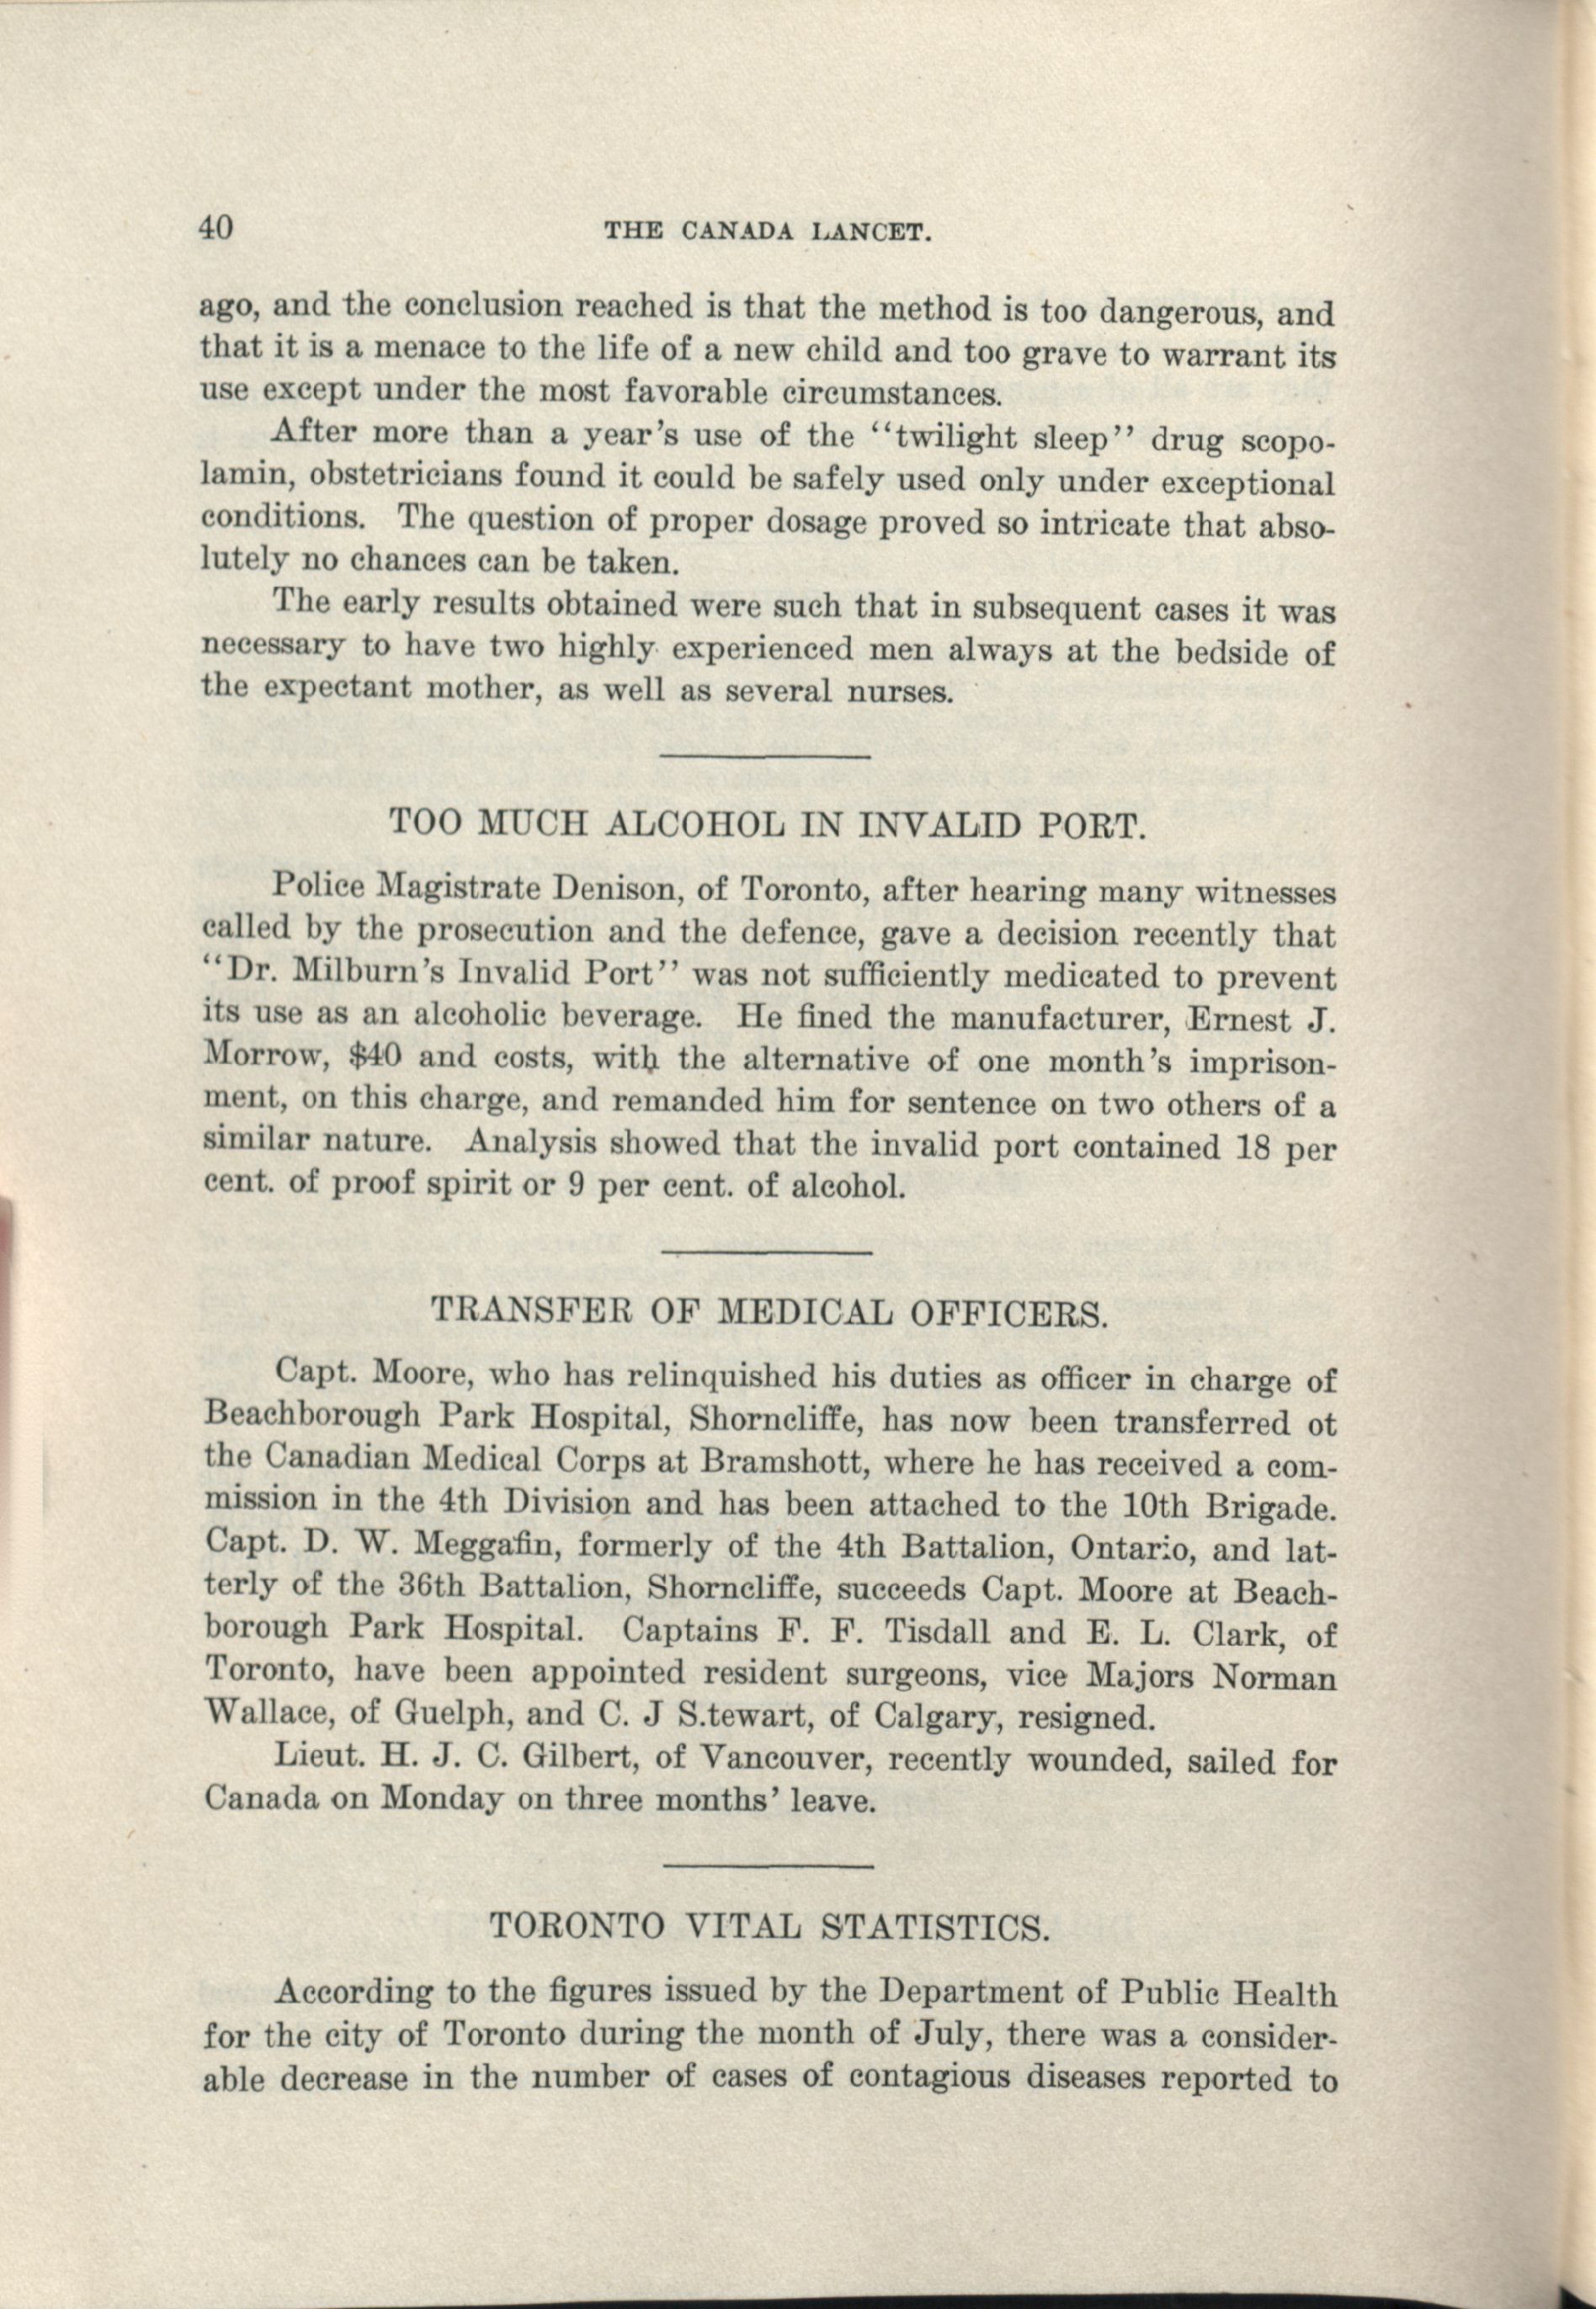 40
THE CANADA LANCET.
ago, and the conclusion reached is that the method is too dangerous, and
that it is a menace to the life of a new child and too grave to warrant its
use except under the most favorable circumstances.
After more than a year's use of the ''twilight sleep'' drug scopo-
lamin, obstetricians found it could be safely used only under exceptional
conditions. The question of proper dosage proved so intricate that abso-
lutely no chances can be taken.
The early results obtained were such that in subsequent cases it was
necessary to have two highly experienced men always at the bedside of
the expectant mother, as well as several nurses.
TOO MUCH ALCOHOL IN INVALID PORT.
Police Magistrate Denison, of Toronto, after hearing many witnesses
called by the prosecution and the defence, gave a decision recently that
''Dr. Milburn's Invalid Port'' was not sufficiently medicated to prevent
its use as an alcoholic beverage. He fined the manufacturer, Ernest J.
Morrow, $40 and costs, with the alternative of one month's imprison-
ment, on this charge, and remanded him for sentence on two others of a
similar nature. Analysis showed that the invalid port contained 18 per
cent. of proof spirit or 9 per cent. of alcohol.
TRANSFER OF MEDICAL OFFICERS.
Capt. Moore, who has relinquished his duties as officer in charge of
Beachborough Park Hospital, Shorncliffe, has now been transferred ot
the Canadian Medical Corps at Bramshott, where he has received a com-
mission in the 4th Division and has been attached to the 10th Brigade.
Capt. D. W. Meggafin, formerly of the 4th Battalion, Ontario, and lat-
terly of the 36th Battalion, Shorncliffe, succeeds Capt. Moore at Beach-
borough Park Hospital. Captains F. F. Tisdall and E. L. Clark, of
Toronto, have been appointed resident surgeons, vice Majors Norman
Wallace, of Guelph, and C. J S.tewart, of Calgary, resigned.
Lieut. H. J. C. Gilbert, of Vancouver, recently wounded, sailed for
Canada on Monday on three months' leave.
TORONTO VITAL STATISTICS.
According to the figures issued by the Department of Public Health
for the city of Toronto during the month of July, there was a consider-
able decrease in the number of cases of contagious diseases reported to